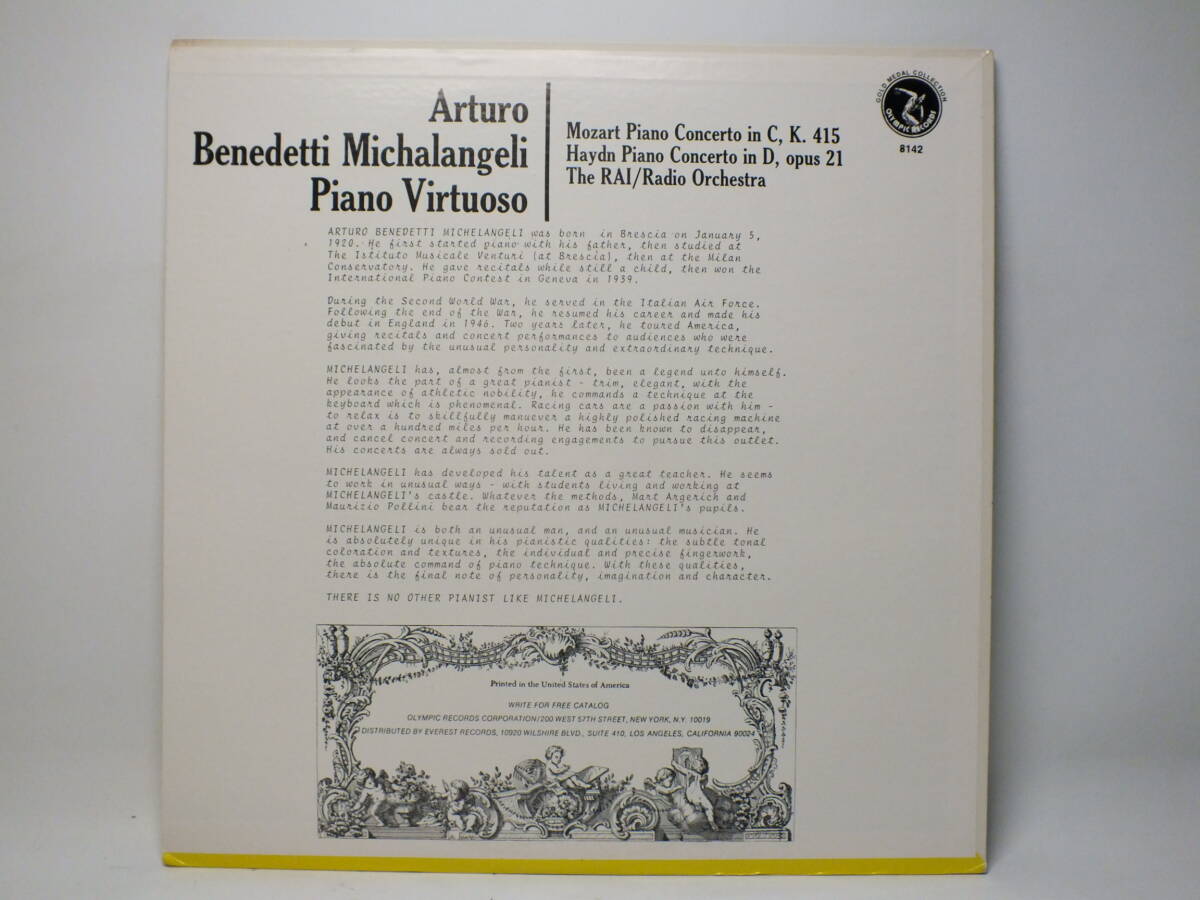 Arturo
Benedetti Michalangeli
Piano Virtuoso
Mozart Piano Concerto in C, K. 415
Haydn Piano Concerto in D, opus 21
The RAI/Radio Orchestra
GOLD MEDAL COLLECTION
OLYMPIC RECORDS
8142
ARTURO BENEDETTI MICHELANGELI was born in Brescia on January 5,
1920. He first started piano with his father, then studied at
The Istituto Musicale Venturi (at Brescia), then at the Milan
Conservatory. He gave recitals while still a child, then won the
International Piano Contest in Geneva in 1939.
During the Second World War, he served in the Italian Air Force.
Following the end of the War, he resumed his career and made his
debut in England in 1946. Two years later, he toured America,
giving recitals and concert performances to audiences who were
fascinated by the unusual personality and extraordinary technique.
MICHELANGELI has, almost from the first, been a legend unto himself.
He looks the part of a great pianist - trim, elegant, with the
appearance of athletic nobility, he commands a technique at the
keyboard which is phenomenal. Racing cars are a passion with him -
to relax is to skillfully manuever a highly polished racing machine
at over a hundred miles per hour. He has been known to disappear,
and cancel concert and recording engagements to pursue this outlet.
His concerts are always sold out.
MICHELANGELI has developed his talent as a great teacher. He seems
to work in unusual ways - with students living and working at
MICHELANGELI's castle. Whatever the methods, Mart Argerich and
Maurizio Pollini bear the reputation as MICHELANGELI's pupils.
MICHELANGELI is both an unusual man, and an unusual musician. He
is absolutely unique in his pianistic qualities: the subtle tonal
coloration and textures, the individual and precise fingerwork,
the absolute command of piano technique. With these qualities,
there is the final note of personality, imagination and character.
THERE IS NO OTHER PIANIST LIKE MICHELANGELI.
Printed in the United States of America
WRITE FOR FREE CATALOG
OLYMPIC RECORDS CORPORATION/200 WEST 57TH STREET, NEW YORK, N.Y. 10019
DISTRIBUTED BY EVEREST RECORDS, 10920 WILSHIRE BLVD., SUITE 410, LOS ANGELES, CALIFORNIA 90024